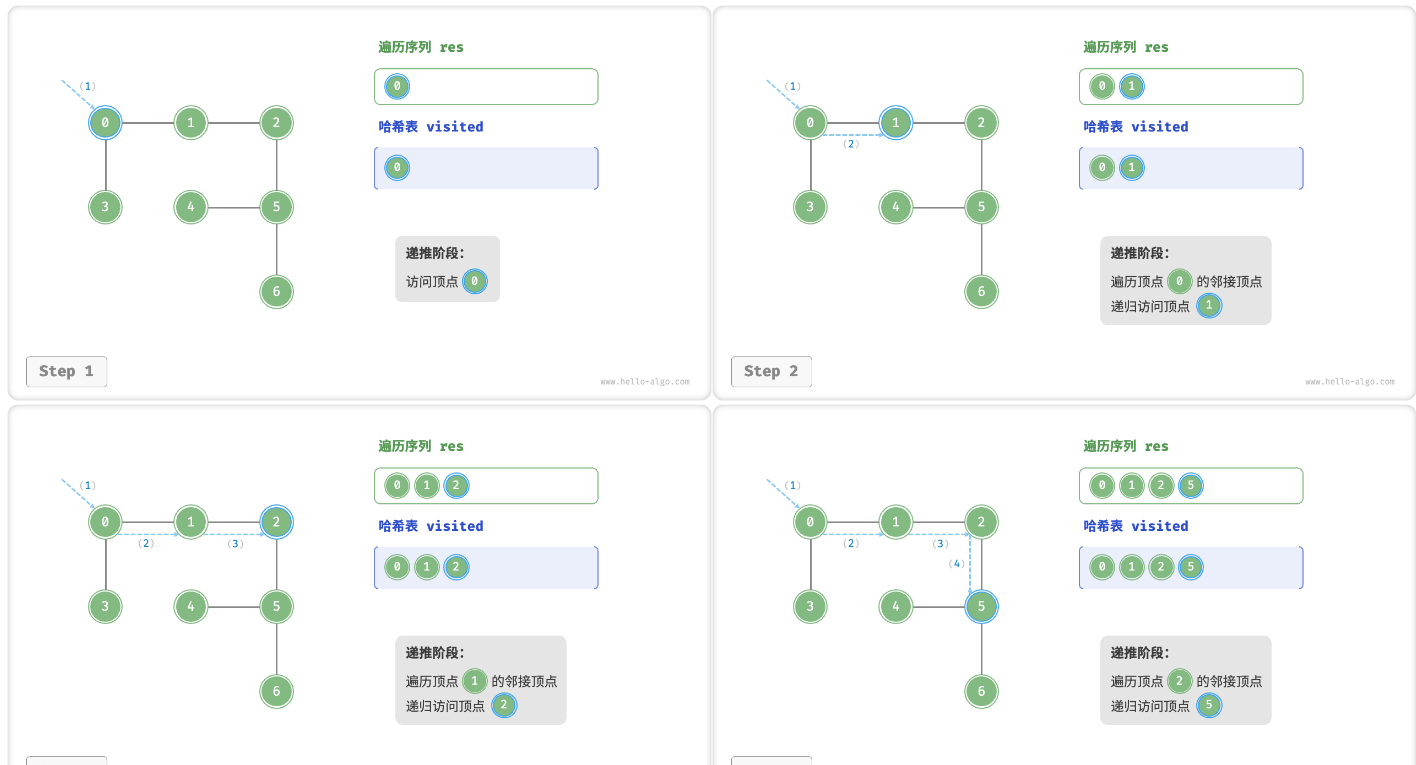 遍历序列 res
(1)
0
哈希表 visited
0 1 2
0
3 4 5
递推阶段：
访问顶点 0
6
Step 1
www.hello-algo.com
遍历序列 res
(1)
0 1
哈希表 visited
0 1 2
(2)
0 1
3 4 5
递推阶段：
遍历顶点 0 的邻接顶点
6
递归访问顶点 1
Step 2
www.hello-algo.com
遍历序列 res
(1)
0 1 2
哈希表 visited
0 1 2
(2) (3)
0 1 2
3 4 5
递推阶段：
遍历顶点 1 的邻接顶点
6
递归访问顶点 2
遍历序列 res
(1)
0 1 2 5
哈希表 visited
0 1 2
(2) (3)
(4)
0 1 2 5
3 4 5
递推阶段：
遍历顶点 2 的邻接顶点
6
递归访问顶点 5